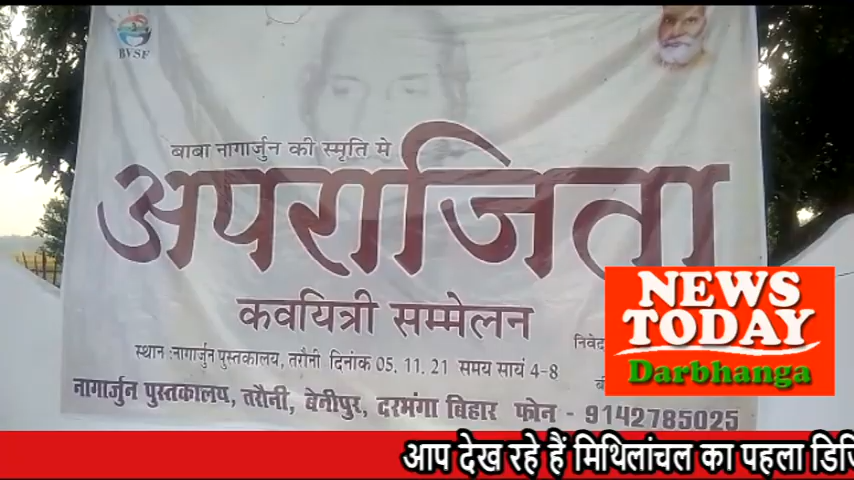 BVSF
बाबा नागार्जुन की स्मृति मे
अपराजिता
कवयित्री सम्मेलन
स्थान :नागार्जुन पुस्तकालय, तरौनी दिनांक 05. 11. 21 समय सायं 4-8
नागार्जुन पुस्तकालय, तरौनी, बेनीपुर, दरभंगा बिहार फोन - 9142785025
NEWS
TODAY
Darbhanga
आप देख रहे हैं मिथिलांचल का पहला